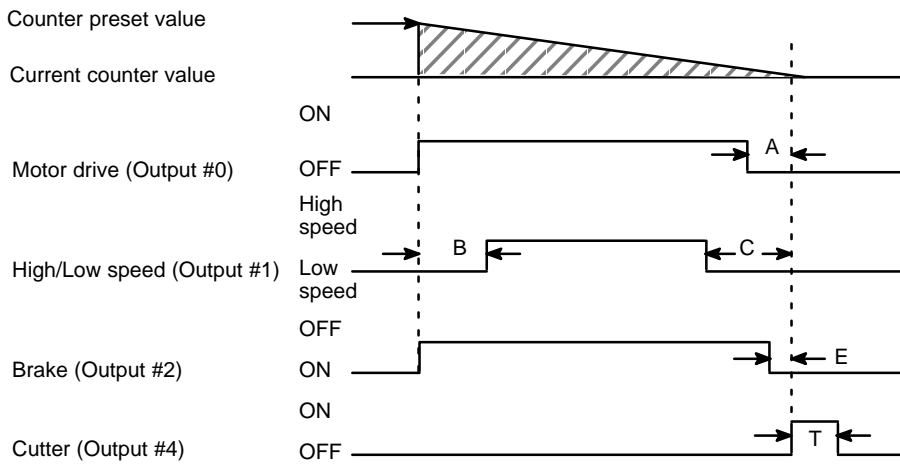 Counter preset value
Current counter value
ON
Motor drive (Output #0)
OFF
A
High
speed
High/Low speed (Output #1)
Low
speed
B
C
OFF
Brake (Output #2)
ON
E
ON
Cutter (Output #4)
OFF
T